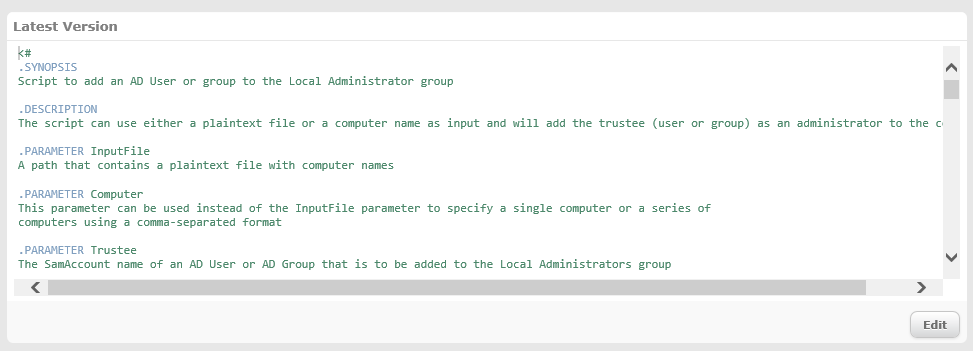 Latest Version
<#
.SYNOPSIS
Script to add an AD User or group to the Local Administrator group
.DESCRIPTION
The script can use either a plaintext file or a computer name as input and will add the trustee (user or group) as an administrator to the
.PARAMETER InputFile
A path that contains a plaintext file with computer names
.PARAMETER Computer
This parameter can be used instead of the InputFile parameter to specify a single computer or a series of
computers using a comma-separated format
.PARAMETER Trustee
The SamAccount name of an AD User or AD Group that is to be added to the Local Administrators group
Edit